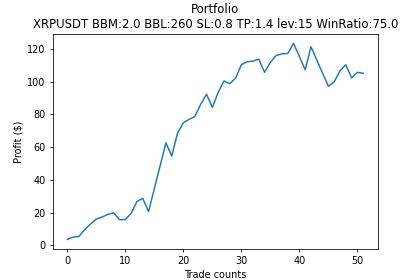 Portfolio
XRPUSDT BBM:2.0 BBL:260 SL:0.8 TP:1.4 lev:15 WinRatio:75.0
120
100
80
60
40
20
0
Profit ($)
0 10 20 30 40 50
Trade counts